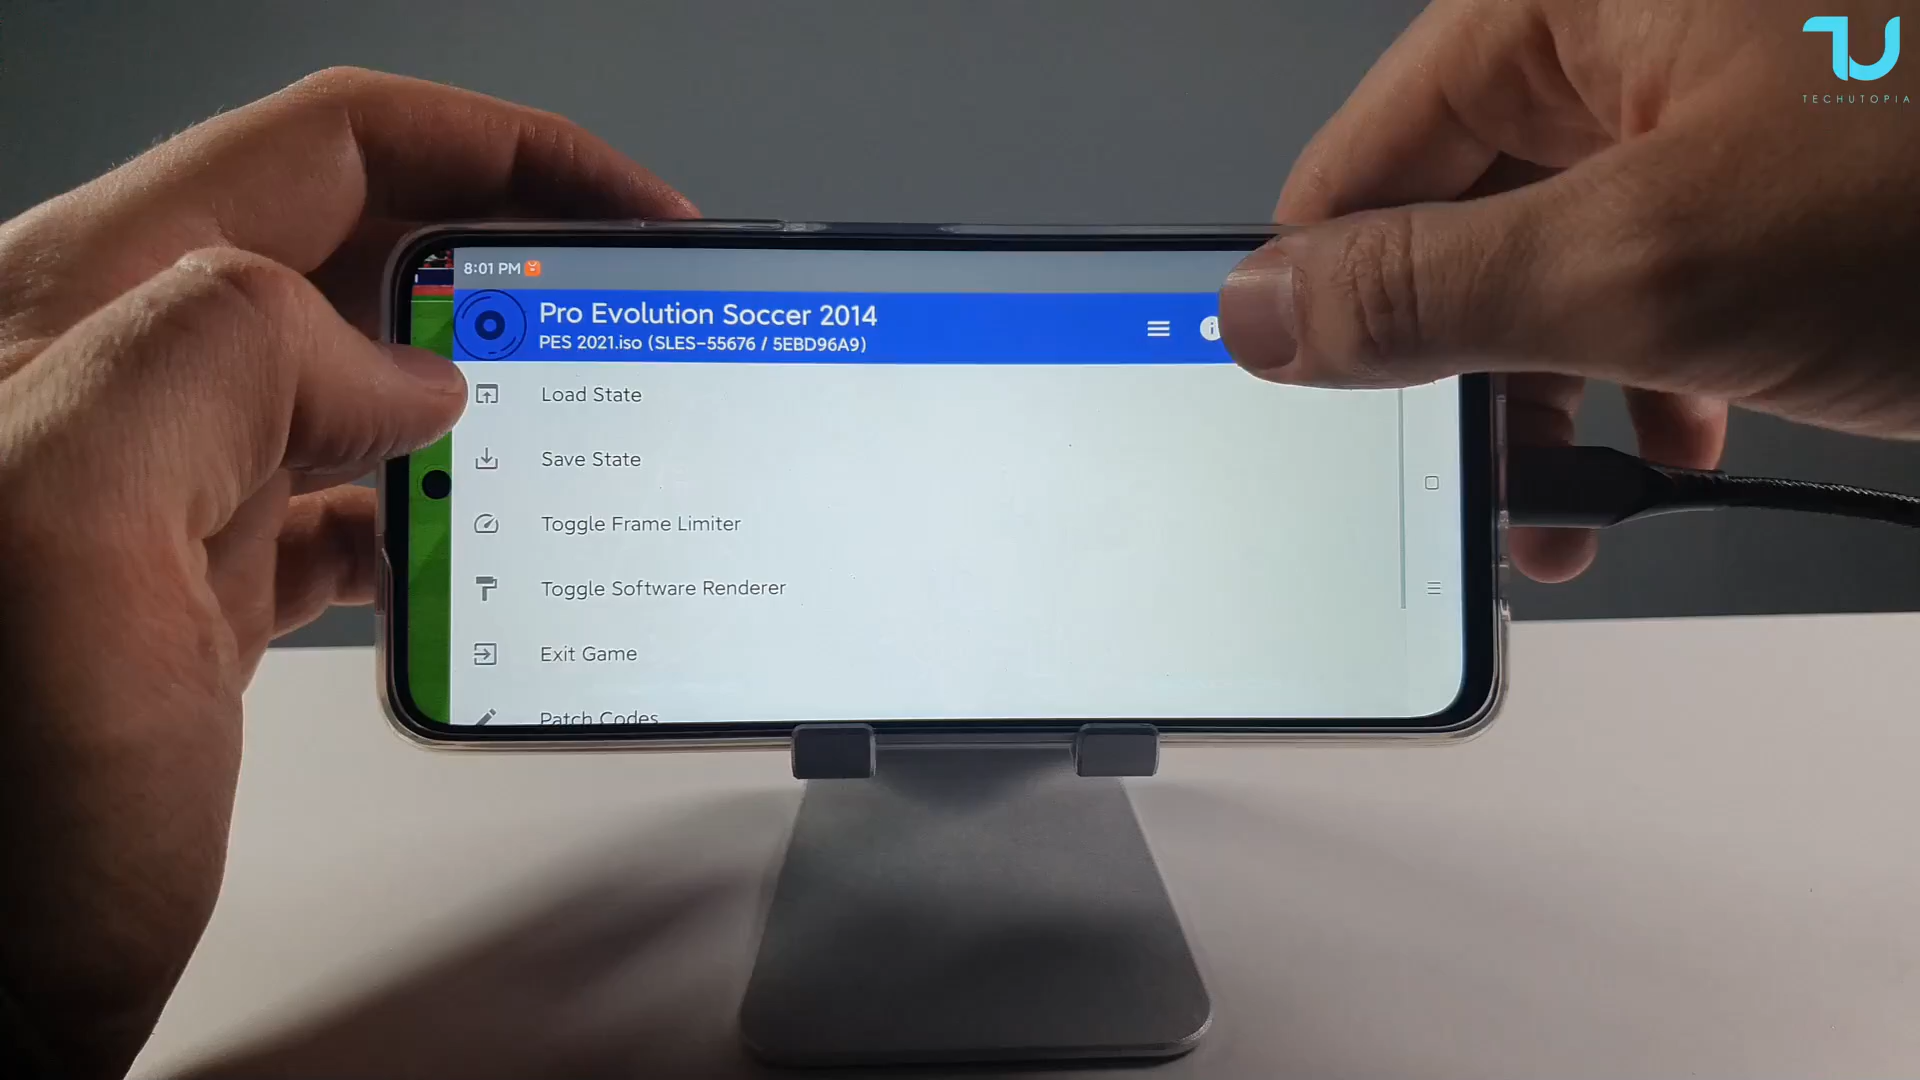 TU
TECHUTOPIA
8:01 PM
Pro Evolution Soccer 2014
PES 2021.iso (SLES-55676 / 5EBD96A9)
Load State
Save State
Toggle Frame Limiter
Toggle Software Renderer
Exit Game
Patch Codes